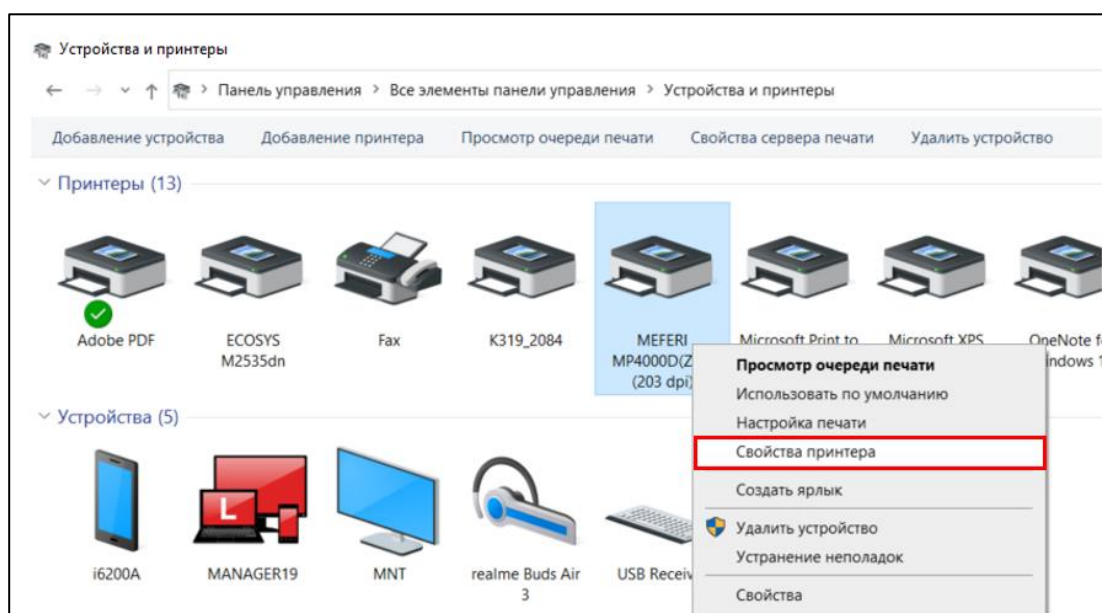 Устройства и принтеры
Панель управления > Все элементы панели управления > Устройства и принтеры
Добавление устройства Добавление принтера Просмотр очереди печати Свойства сервера печати Удалить устройство
Принтеры (13)
Adobe PDF
ECOSYS
M2535dn
Fax
K319_2084
MEFERI
MP4000D(Z
(203 dpi)
Microsoft Print to
Microsoft XPS
OneNote f
indows 1
Просмотр очереди печати
Использовать по умолчанию
Настройка печати
Свойства принтера
Создать ярлык
Удалить устройство
Устранение неполадок
Свойства
Устройства (5)
L
i6200A
MANAGER19
MNT
realme Buds Air
3
USB Receiv